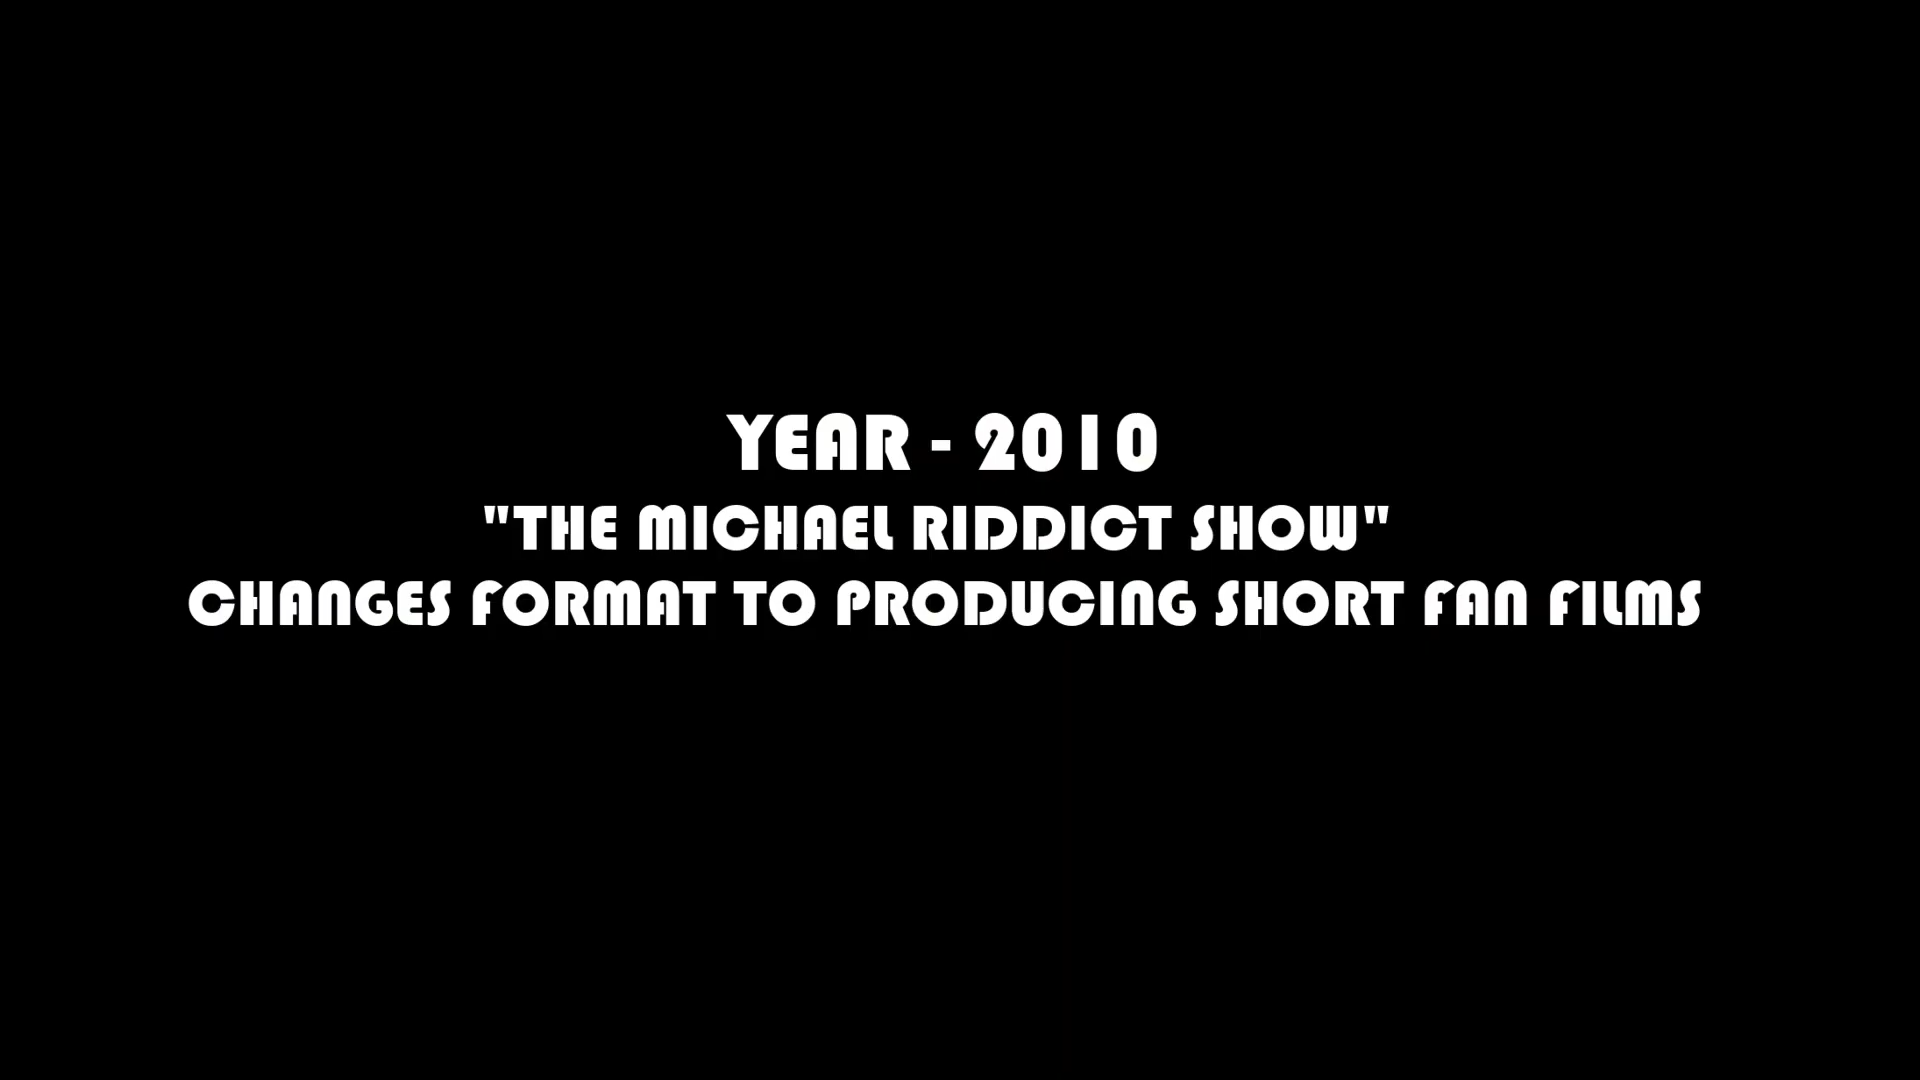 YEAR - 2010
"THE MICHAEL RIDDICT SHOW"
CHANGES FORMAT TO PRODUCING SHORT FAN FILMS